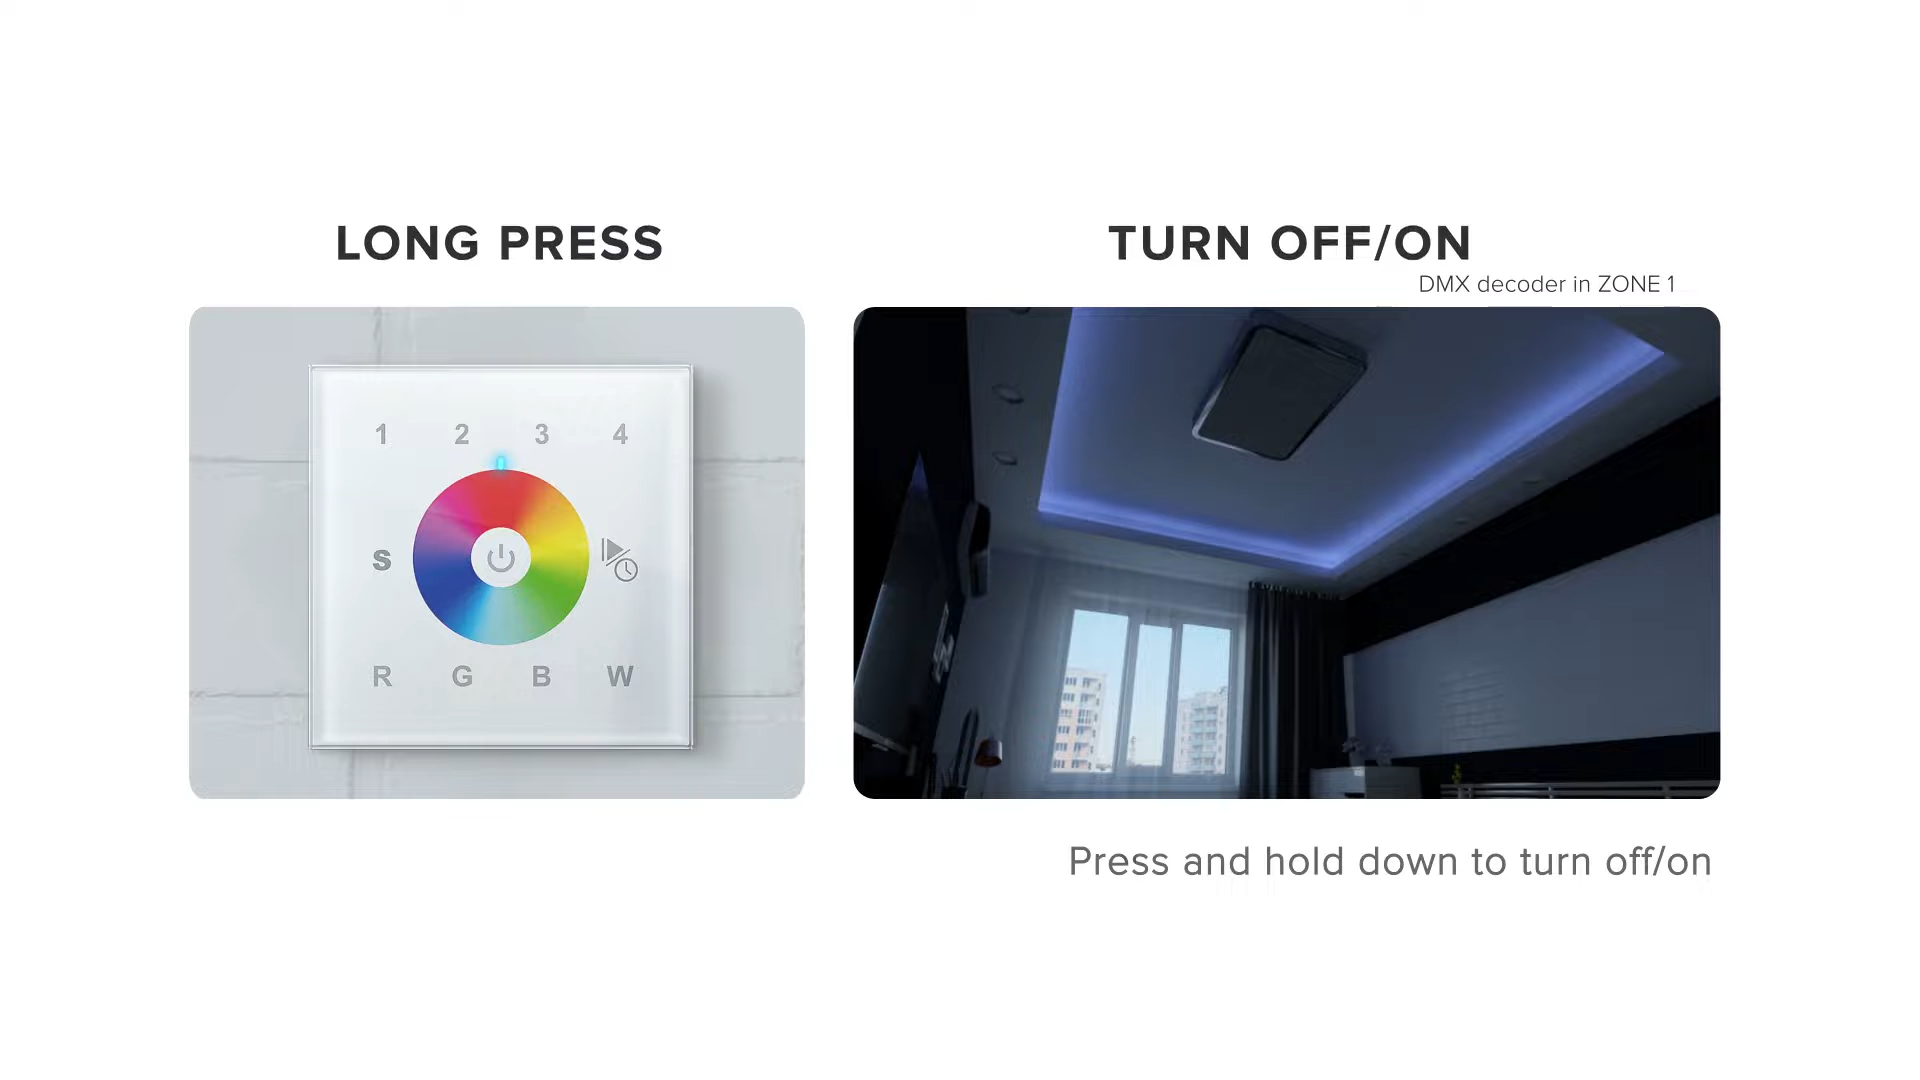 LONG PRESS
TURN OFF/ON
DMX decoder in ZONE 1
1 2 3 4
S
R G B W
Press and hold down to turn off/on